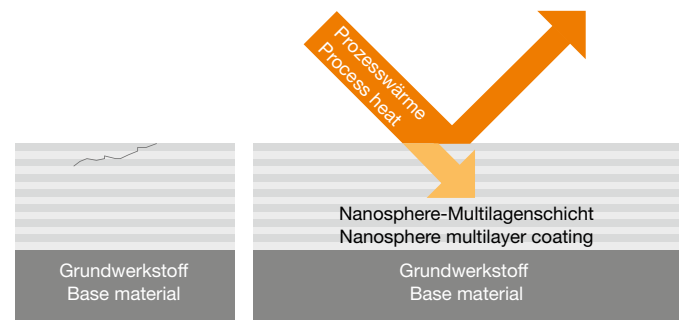 Prozesswärme
Process heat
Nanosphere-Multilagenschicht
Nanosphere multilayer coating
Grundwerkstoff
Base material
Grundwerkstoff
Base material